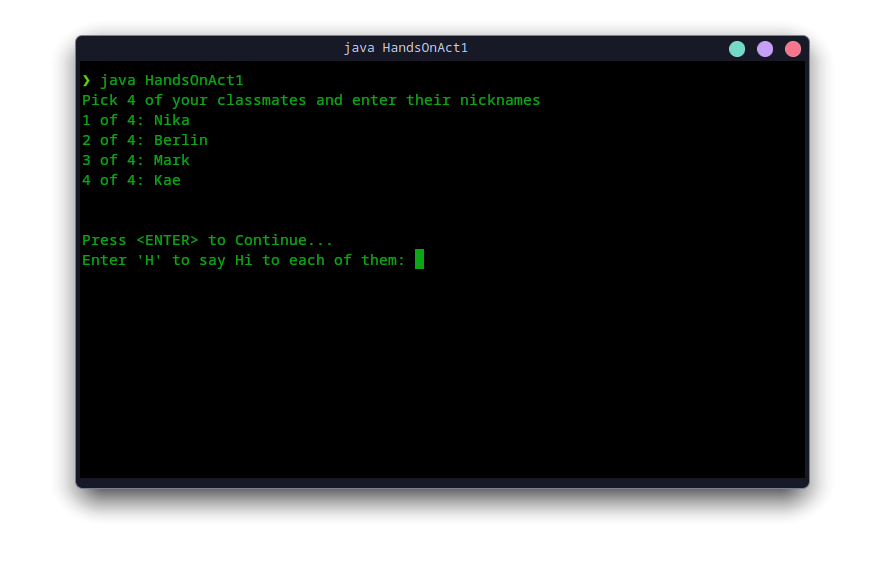 java HandsOnAct1
❯ java HandsOnAct1
Pick 4 of your classmates and enter their nicknames
1 of 4: Nika
2 of 4: Berlin
3 of 4: Mark
4 of 4: Kae
Press <ENTER> to Continue...
Enter 'H' to say Hi to each of them: